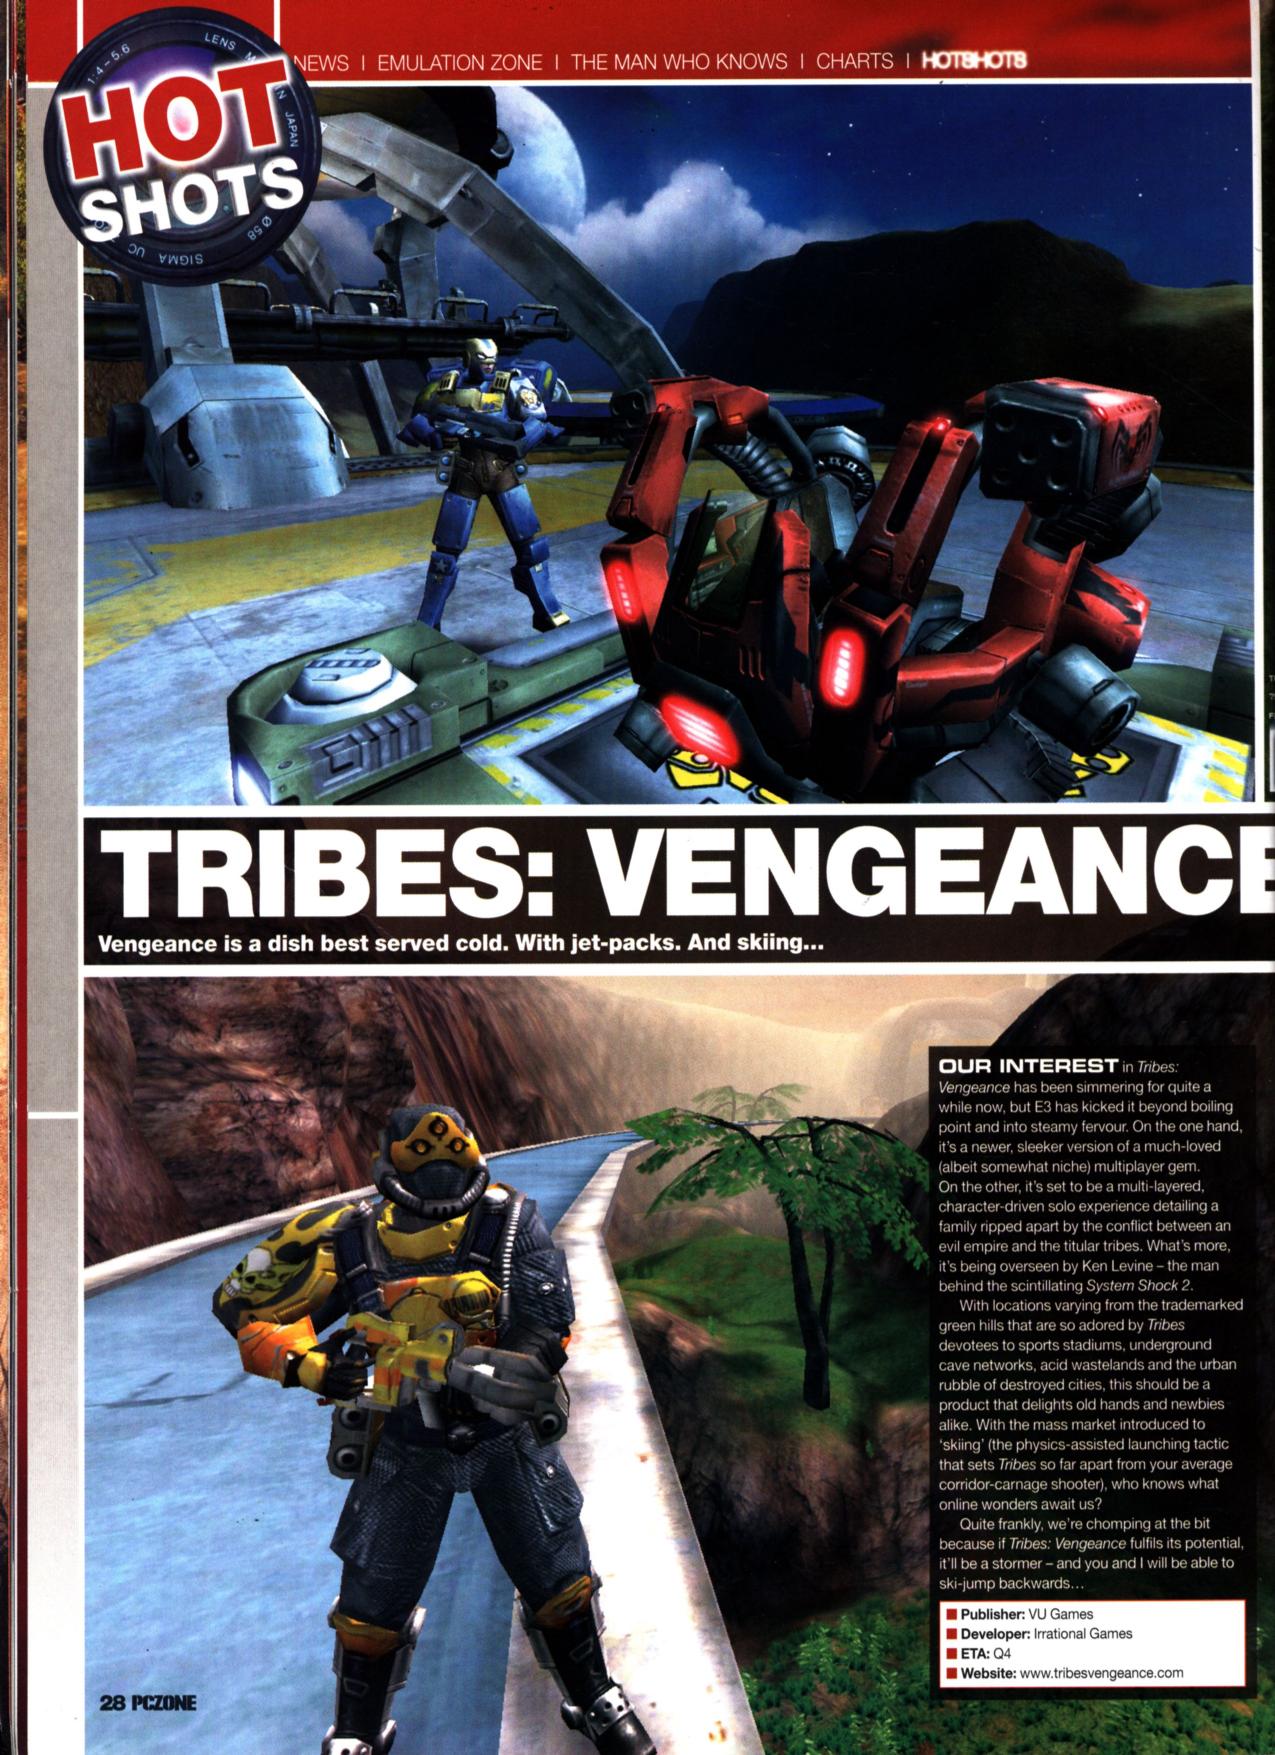 NEWS | EMULATION ZONE | THE MAN WHO KNOWS | CHARTS | HOTSHOTS
1:4-5.6
LENS
JAPAN
Ø58
SIGMA UC
HOT
SHOTS
TRIBES: VENGEANCE
Vengeance is a dish best served cold. With jet-packs. And skiing...
OUR INTEREST in Tribes:
Vengeance has been simmering for quite a
while now, but E3 has kicked it beyond boiling
point and into steamy fervour. On the one hand,
it's a newer, sleeker version of a much-loved
(albeit somewhat niche) multiplayer gem.
On the other, it's set to be a multi-layered,
character-driven solo experience detailing a
family ripped apart by the conflict between an
evil empire and the titular tribes. What's more,
it's being overseen by Ken Levine – the man
behind the scintillating System Shock 2.
With locations varying from the trademarked
green hills that are so adored by Tribes
devotees to sports stadiums, underground
cave networks, acid wastelands and the urban
rubble of destroyed cities, this should be a
product that delights old hands and newbies
alike. With the mass market introduced to
'skiing' (the physics-assisted launching tactic
that sets Tribes so far apart from your average
corridor-carnage shooter), who knows what
online wonders await us?
Quite frankly, we're chomping at the bit
because if Tribes: Vengeance fulfils its potential,
it'll be a stormer – and you and I will be able to
ski-jump backwards...
Publisher: VU Games
Developer: Irrational Games
ETA: Q4
Website: www.tribesvengeance.com
28 PCZONE